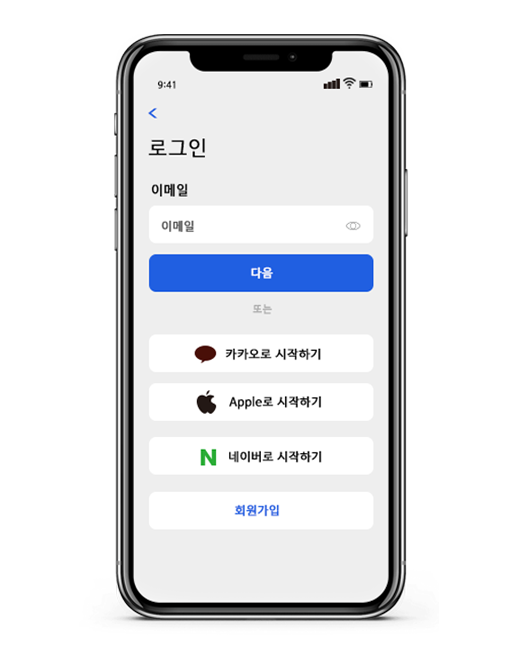 9:41
로그인
이메일
이메일
다음
또는
카카오로 시작하기
Apple로 시작하기
N 네이버로 시작하기
회원가입